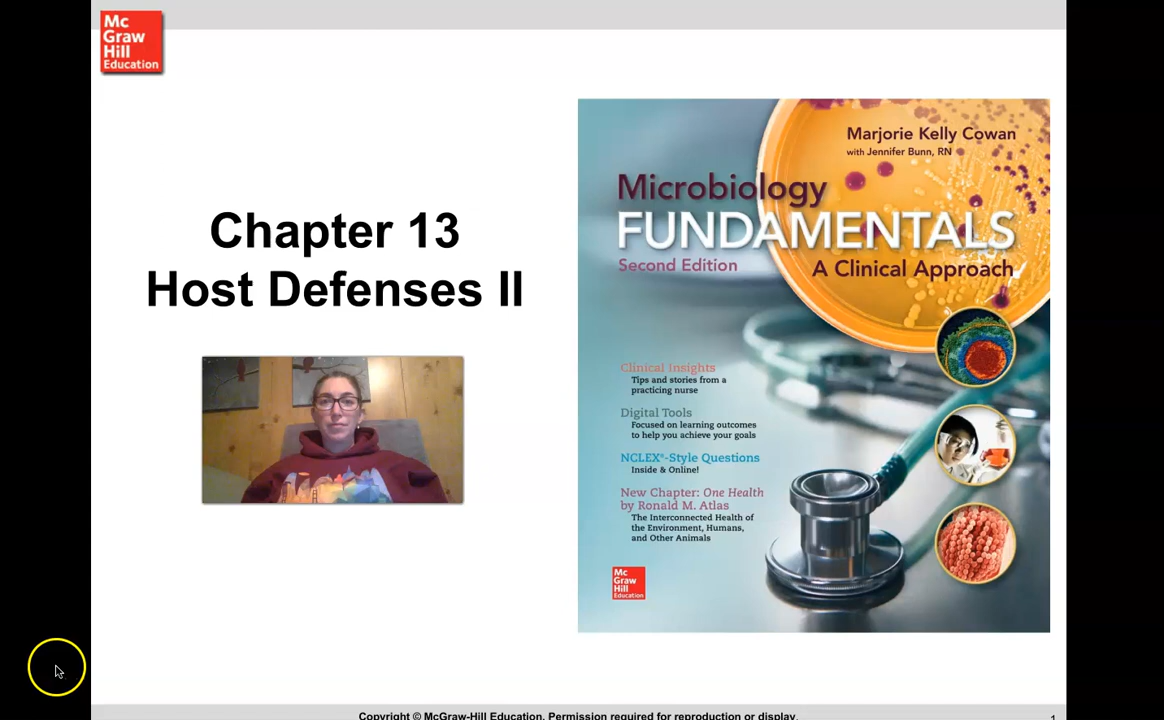 Mc
Graw
Hill
Education
Chapter 13
Host Defenses II
Marjorie Kelly Cowan
with Jennifer Bunn, RN
Microbiology
FUNDAMENTALS
Second Edition
A Clinical Approach
Clinical Insights
Tips and stories from a
practicing nurse
Digital Tools
Focused on learning outcomes
to help you achieve your goals
NCLEX®-Style Questions
Inside & Online!
New Chapter: One Health
by Ronald M. Atlas
The Interconnected Health of
the Environment, Humans,
and Other Animals
Mc
Graw
Hill
Education
Copyright © McGraw-Hill Education. Permission required for reproduction or display.
1